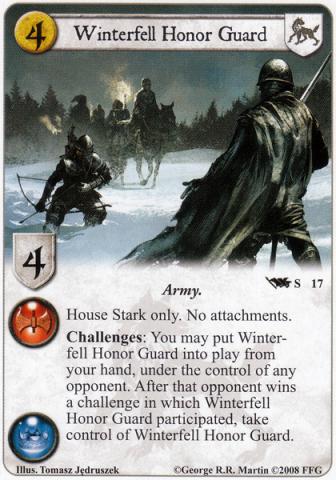 4 Winterfell Honor Guard
4
S 17
Army.
House Stark only. No attachments.
Challenges: You may put Winter-
fell Honor Guard into play from
your hand, under the control of any
opponent. After that opponent wins
a challenge in which Winterfell
Honor Guard participated, take
control of Winterfell Honor Guard.
Illus. Tomasz Jędruszek ©George R.R. Martin ©2008 FFG